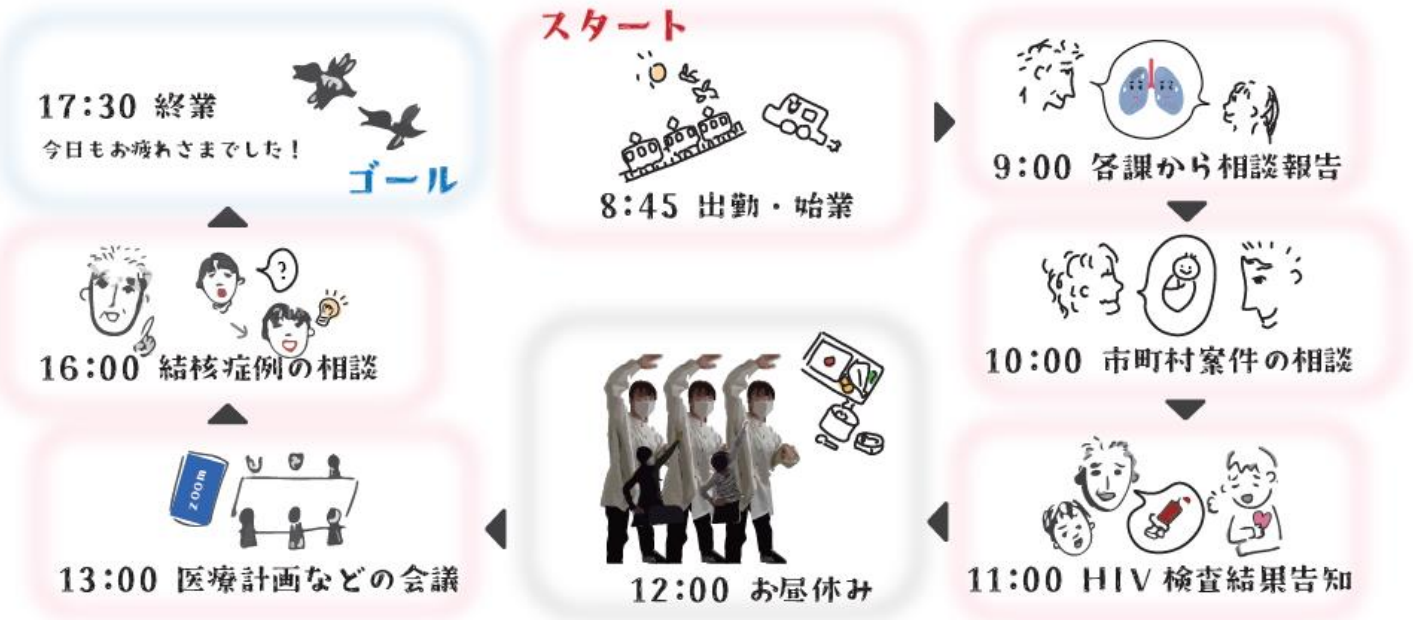 スタート
8:45 出勤・始業
9:00 各課から相談報告
10:00 市町村案件の相談
11:00 HIV検査結果告知
12:00 お昼休み
zoom
13:00 医療計画などの会議
?
16:00 結核症例の相談
17:30 終業
今日もお疲れさまでした！
ゴール